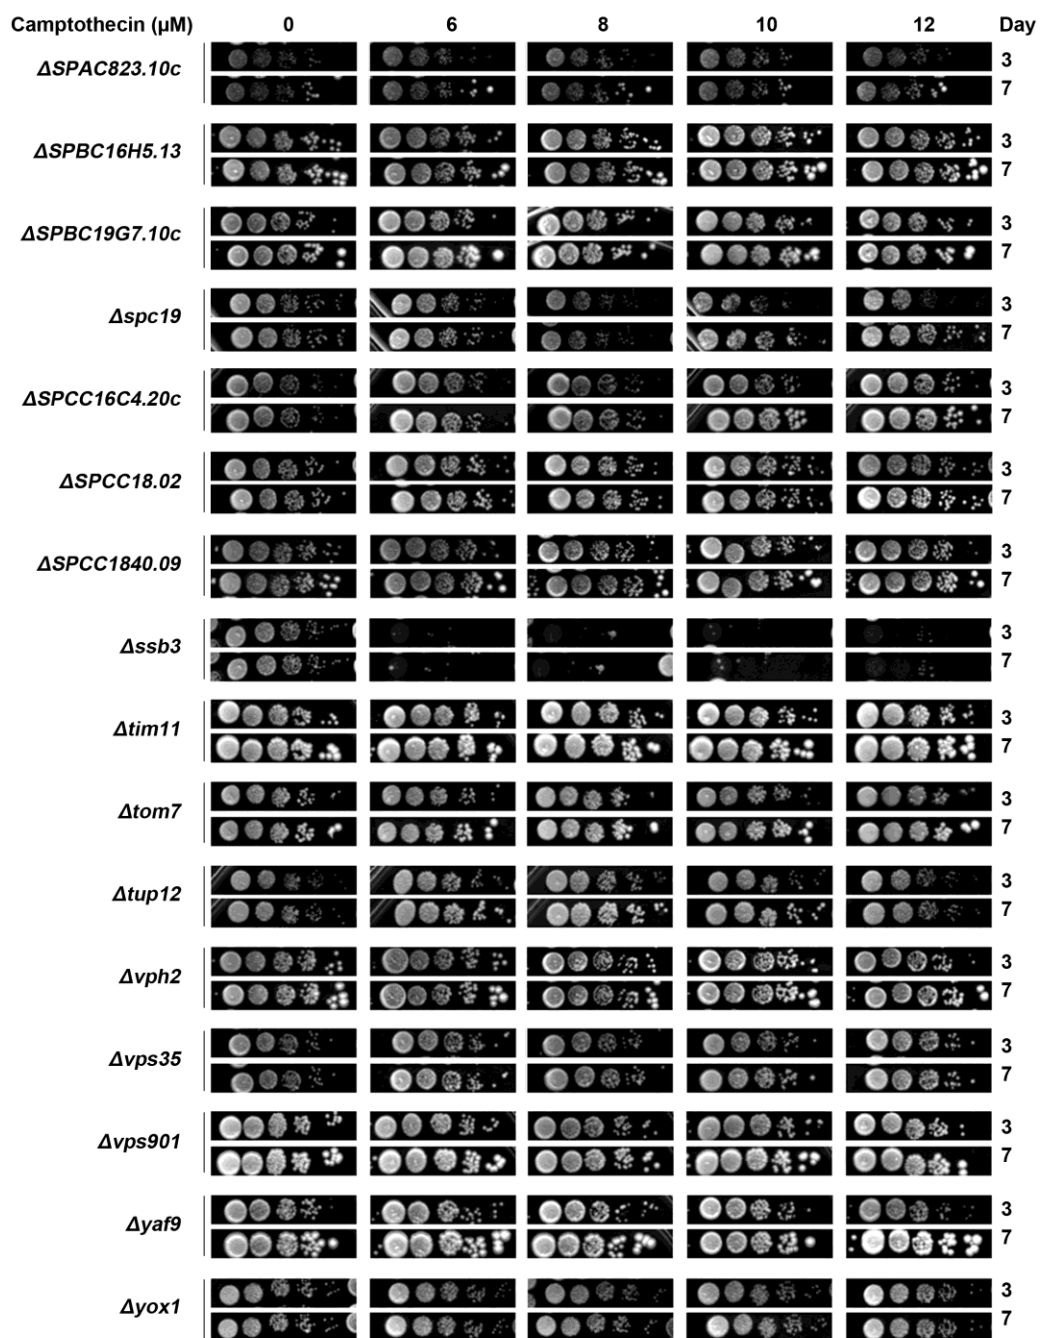 Camptothecin (µM) 0 6 8 10 12 Day
ΔSPAC823.10c 3
7
ΔSPBC16H5.13 3
7
ΔSPBC19G7.10c 3
7
Δspc19 3
7
ΔSPCC16C4.20c 3
7
ΔSPCC18.02 3
7
ΔSPCC1840.09 3
7
Δssb3 3
7
Δtim11 3
7
Δtom7 3
7
Δtup12 3
7
Δvph2 3
7
Δvps35 3
7
Δvps901 3
7
Δyaf9 3
7
Δyox1 3
7